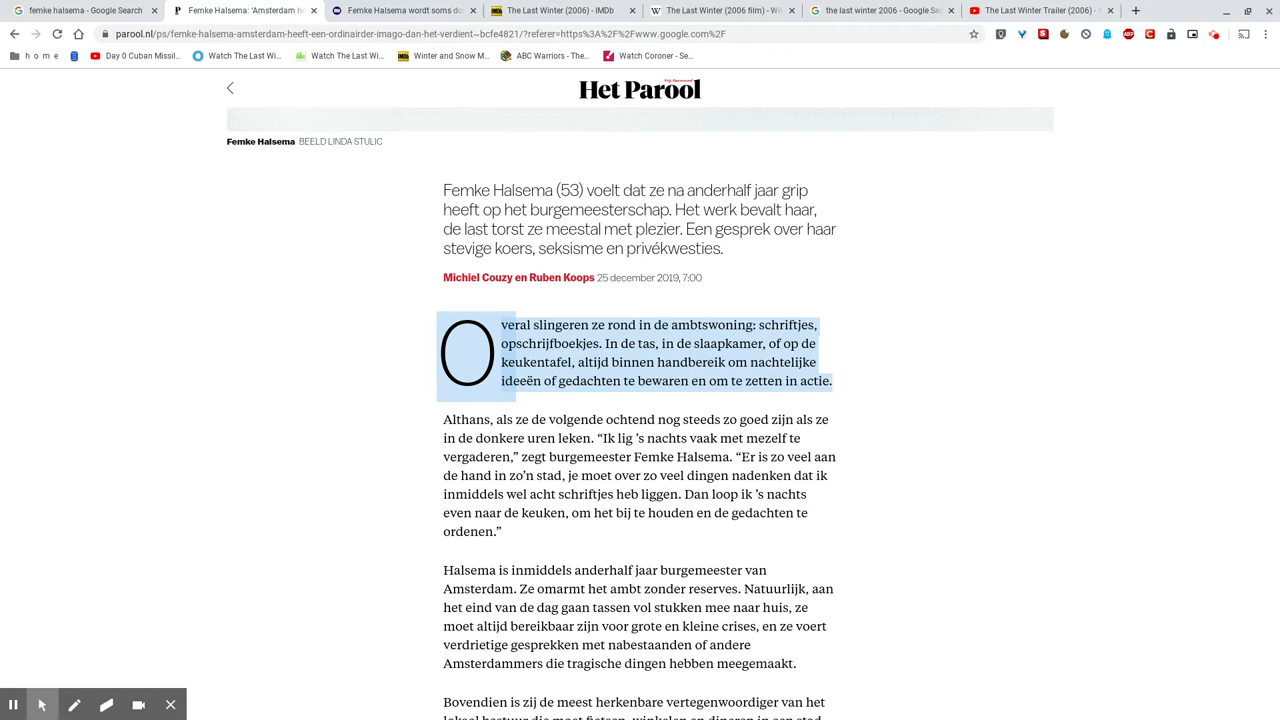 femke halsema - Google Search
Femke Halsema: 'Amsterdam he
Femke Halsema wordt soms do
The Last Winter (2006) - IMDb
The Last Winter (2006 film) - Wi
the last winter 2006 - Google Se
The Last Winter Trailer (2006) - Y
parool.nl/ps/femke-halsema-amsterdam-heeft-een-ordinairder-imago-dan-het-verdient~bcfe4821/?referer=https%3A%2F%2Fwww.google.com%2F
h o m e
Day 0 Cuban Missil...
Watch The Last Wi...
Watch The Last Wi...
Winter and Snow M...
ABC Warriors - The...
Watch Coroner - Se...
Het Parool
Femke Halsema BEELD LINDA STULIC
Femke Halsema (53) voelt dat ze na anderhalf jaar grip
heeft op het burgemeesterschap. Het werk bevalt haar,
de last torst ze meestal met plezier. Een gesprek over haar
stevige koers, seksisme en privékwesties.
Michiel Couzy en Ruben Koops 25 december 2019, 7:00
Overal slingeren ze rond in de ambtswoning: schriftjes,
opschrijfboekjes. In de tas, in de slaapkamer, of op de
keukentafel, altijd binnen handbereik om nachtelijke
ideeën of gedachten te bewaren en om te zetten in actie.
Althans, als ze de volgende ochtend nog steeds zo goed zijn als ze
in de donkere uren leken. “Ik lig ’s nachts vaak met mezelf te
vergaderen,” zegt burgemeester Femke Halsema. “Er is zo veel aan
de hand in zo’n stad, je moet over zo veel dingen nadenken dat ik
inmiddels wel acht schriftjes heb liggen. Dan loop ik ’s nachts
even naar de keuken, om het bij te houden en de gedachten te
ordenen.”
Halsema is inmiddels anderhalf jaar burgemeester van
Amsterdam. Ze omarmt het ambt zonder reserves. Natuurlijk, aan
het eind van de dag gaan tassen vol stukken mee naar huis, ze
moet altijd bereikbaar zijn voor grote en kleine crises, en ze voert
verdrietige gesprekken met nabestaanden of andere
Amsterdammers die tragische dingen hebben meegemaakt.
Bovendien is zij de meest herkenbare vertegenwoordiger van het
lokaal bestuur die moet fietsen, winkelen en dineren in een stad